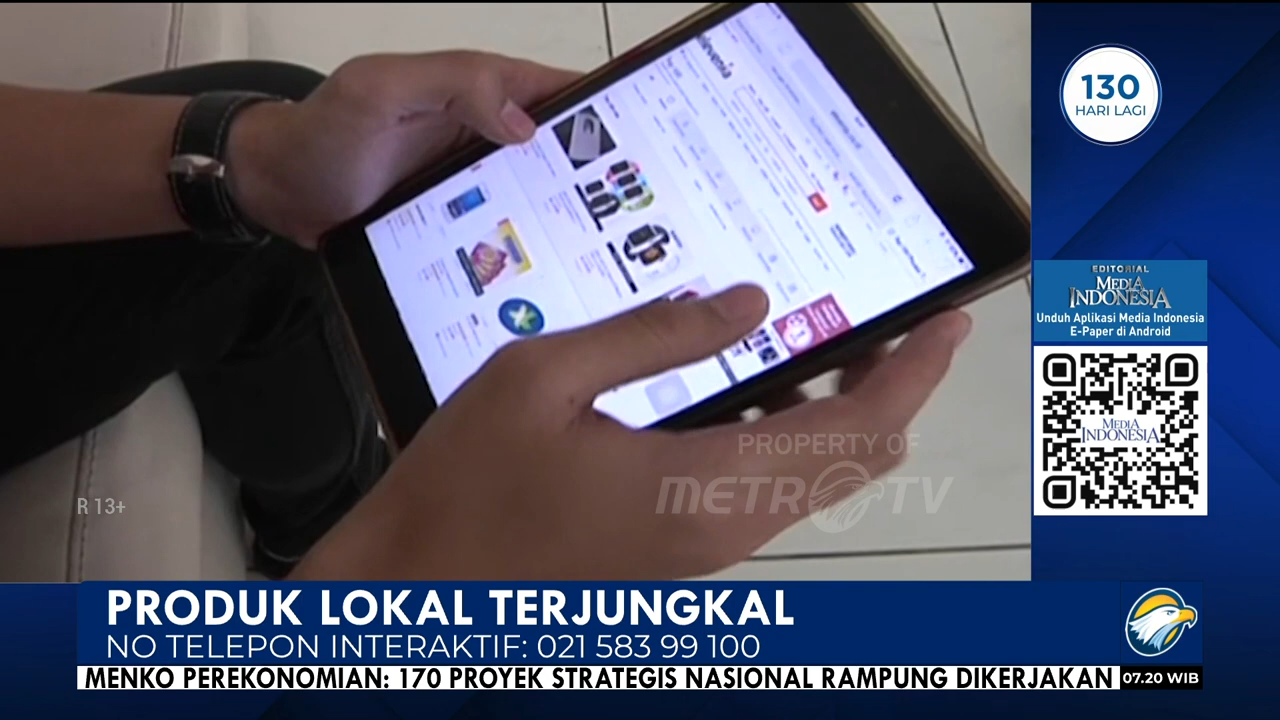 130
HARI LAGI
EDITORIAL
MEDIA
INDONESIA
Unduh Aplikasi Media Indonesia
E-Paper di Android
MEDIA
INDONESIA
PROPERTY OF
METRO TV
R 13+
PRODUK LOKAL TERJUNGKAL
NO TELEPON INTERAKTIF: 021 583 99 100
MENKO PEREKONOMIAN: 170 PROYEK STRATEGIS NASIONAL RAMPUNG DIKERJAKAN
07.20 WIB